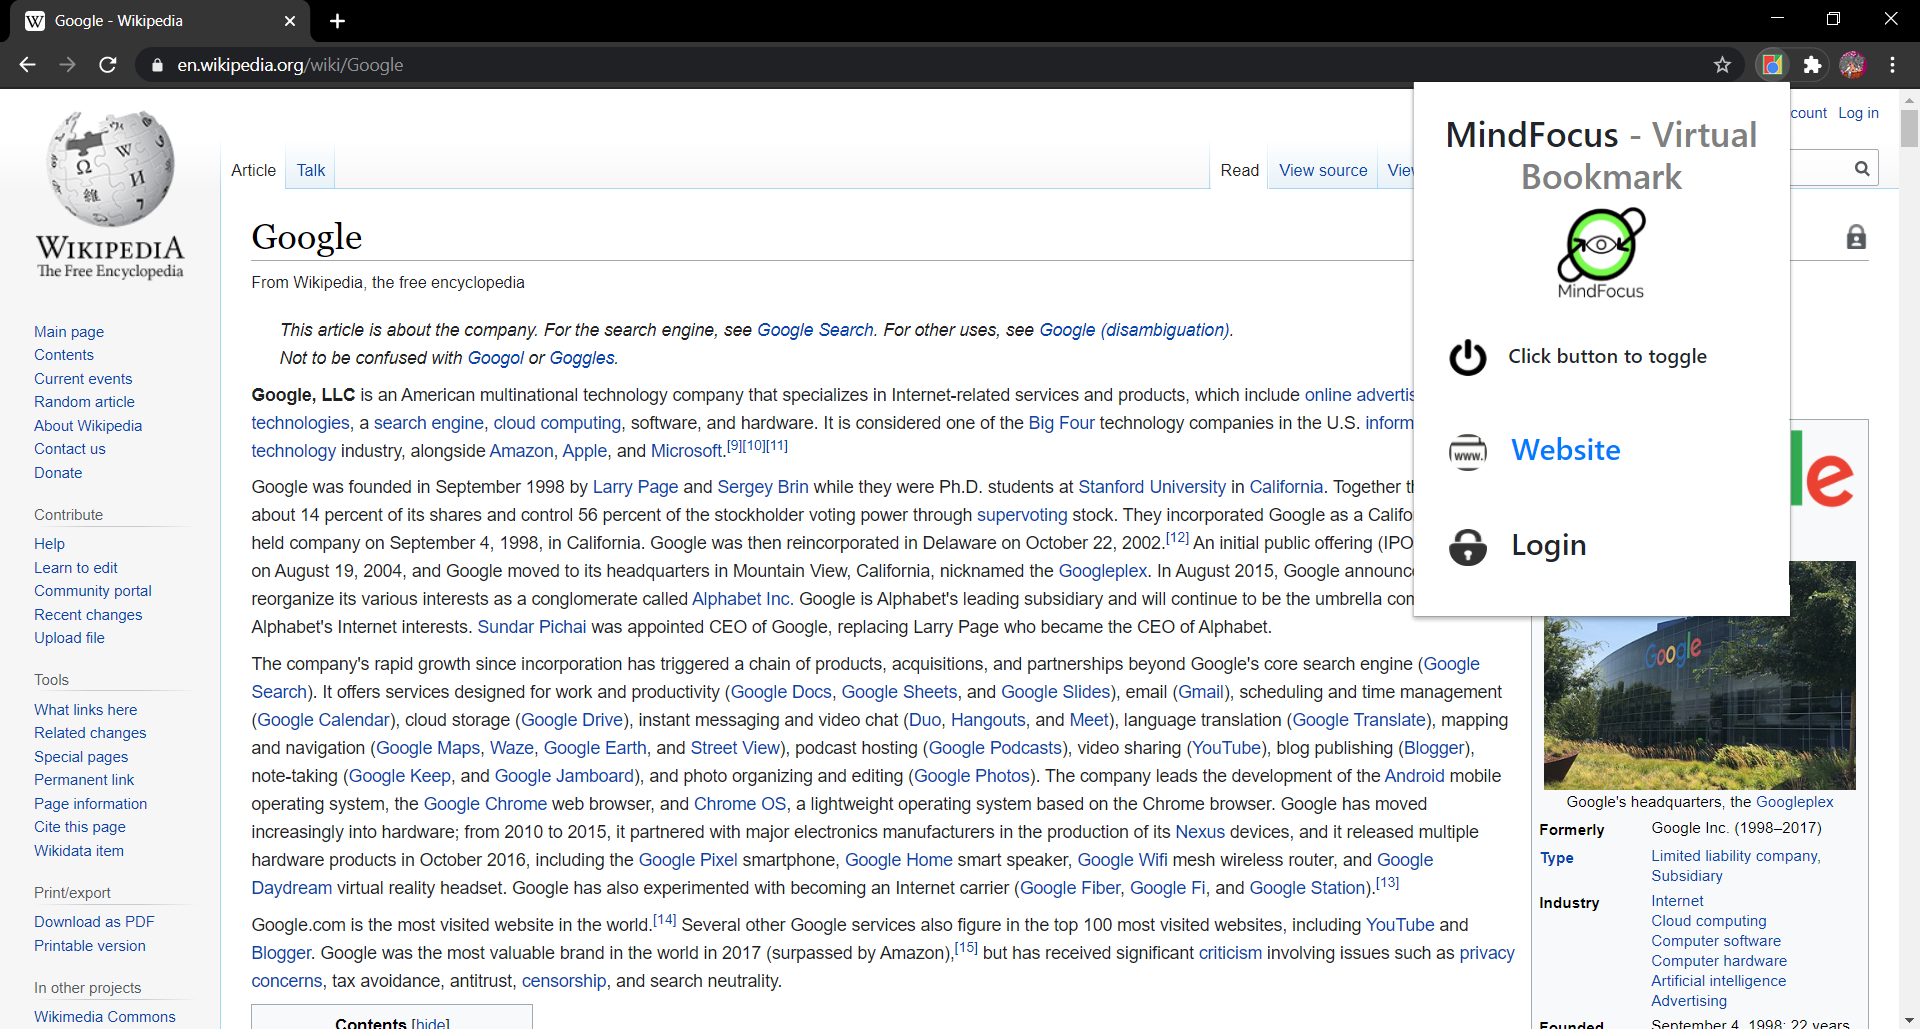 Google - Wikipedia
en.wikipedia.org/wiki/Google
count Log in
MindFocus - Virtual
Bookmark
MindFocus
Click button to toggle
www.
Website
Login
WIKIPEDIA
The Free Encyclopedia
Main page
Contents
Current events
Random article
About Wikipedia
Contact us
Donate
Contribute
Help
Learn to edit
Community portal
Recent changes
Upload file
Tools
What links here
Related changes
Special pages
Permanent link
Page information
Cite this page
Wikidata item
Print/export
Download as PDF
Printable version
In other projects
Wikimedia Commons
Article Talk
Read View source
Google
From Wikipedia, the free encyclopedia
This article is about the company. For the search engine, see Google Search. For other uses, see Google (disambiguation).
Not to be confused with Googol or Goggles.
Google, LLC is an American multinational technology company that specializes in Internet-related services and products, which include online advertis
technologies, a search engine, cloud computing, software, and hardware. It is considered one of the Big Four technology companies in the U.S. inform
technology industry, alongside Amazon, Apple, and Microsoft.[9][10][11]
Google was founded in September 1998 by Larry Page and Sergey Brin while they were Ph.D. students at Stanford University in California. Together t
about 14 percent of its shares and control 56 percent of the stockholder voting power through supervoting stock. They incorporated Google as a Califo
held company on September 4, 1998, in California. Google was then reincorporated in Delaware on October 22, 2002.[12] An initial public offering (IPO
on August 19, 2004, and Google moved to its headquarters in Mountain View, California, nicknamed the Googleplex. In August 2015, Google announc
reorganize its various interests as a conglomerate called Alphabet Inc. Google is Alphabet's leading subsidiary and will continue to be the umbrella com
Alphabet's Internet interests. Sundar Pichai was appointed CEO of Google, replacing Larry Page who became the CEO of Alphabet.
The company's rapid growth since incorporation has triggered a chain of products, acquisitions, and partnerships beyond Google's core search engine (Google
Search). It offers services designed for work and productivity (Google Docs, Google Sheets, and Google Slides), email (Gmail), scheduling and time management
(Google Calendar), cloud storage (Google Drive), instant messaging and video chat (Duo, Hangouts, and Meet), language translation (Google Translate), mapping
and navigation (Google Maps, Waze, Google Earth, and Street View), podcast hosting (Google Podcasts), video sharing (YouTube), blog publishing (Blogger),
note-taking (Google Keep, and Google Jamboard), and photo organizing and editing (Google Photos). The company leads the development of the Android mobile
operating system, the Google Chrome web browser, and Chrome OS, a lightweight operating system based on the Chrome browser. Google has moved
increasingly into hardware; from 2010 to 2015, it partnered with major electronics manufacturers in the production of its Nexus devices, and it released multiple
hardware products in October 2016, including the Google Pixel smartphone, Google Home smart speaker, Google Wifi mesh wireless router, and Google
Daydream virtual reality headset. Google has also experimented with becoming an Internet carrier (Google Fiber, Google Fi, and Google Station).[13]
Google.com is the most visited website in the world.[14] Several other Google services also figure in the top 100 most visited websites, including YouTube and
Blogger. Google was the most valuable brand in the world in 2017 (surpassed by Amazon),[15] but has received significant criticism involving issues such as privacy
concerns, tax avoidance, antitrust, censorship, and search neutrality.
Contents [hide]
le
Google
Google's headquarters, the Googleplex
Formerly Google Inc. (1998–2017)
Type Limited liability company,
Subsidiary
Industry Internet
Cloud computing
Computer software
Computer hardware
Artificial intelligence
Advertising
Founded September 4, 1998; 22 years